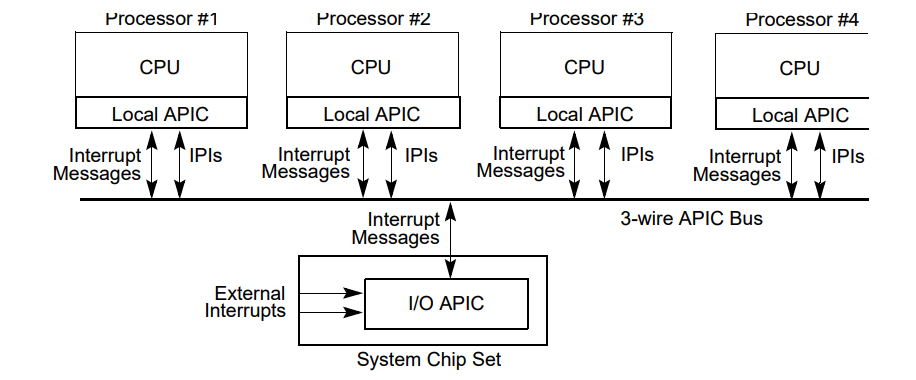 Processor #1 Processor #2 Processor #3 Processor #4
CPU CPU CPU CPU
Local APIC Local APIC Local APIC Local APIC
Interrupt Messages IPIs Interrupt Messages IPIs Interrupt Messages IPIs Interrupt Messages IPIs
3-wire APIC Bus
Interrupt
Messages
External
Interrupts
I/O APIC
System Chip Set